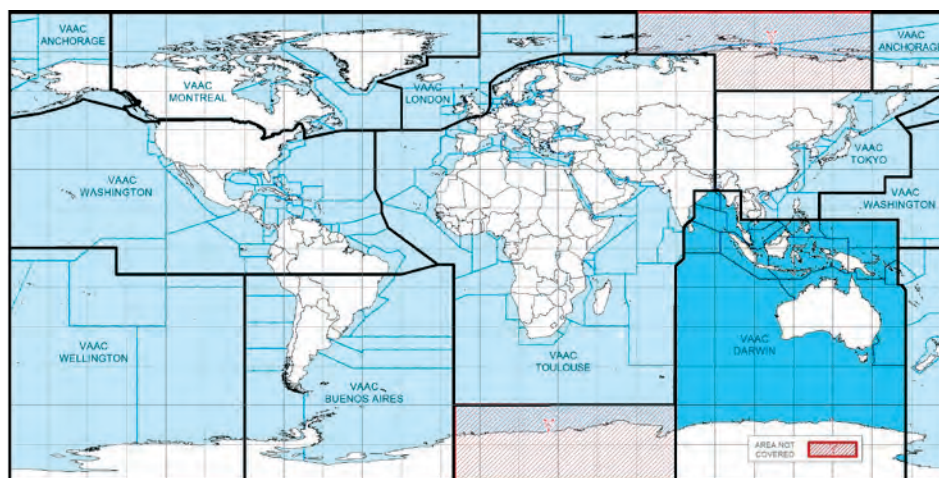 VAAC
ANCHORAGE
VAAC
ANCHORAGE
VAAC
MONTREAL
VAAC
LONDON
VAAC
TOKYO
VAAC
WASHINGTON
VAAC
WASHINGTON
VAAC
WELLINGTON
VAAC
TOULOUSE
VAAC
DARWIN
VAAC
BUENOS AIRES
AREA NOT
COVERED